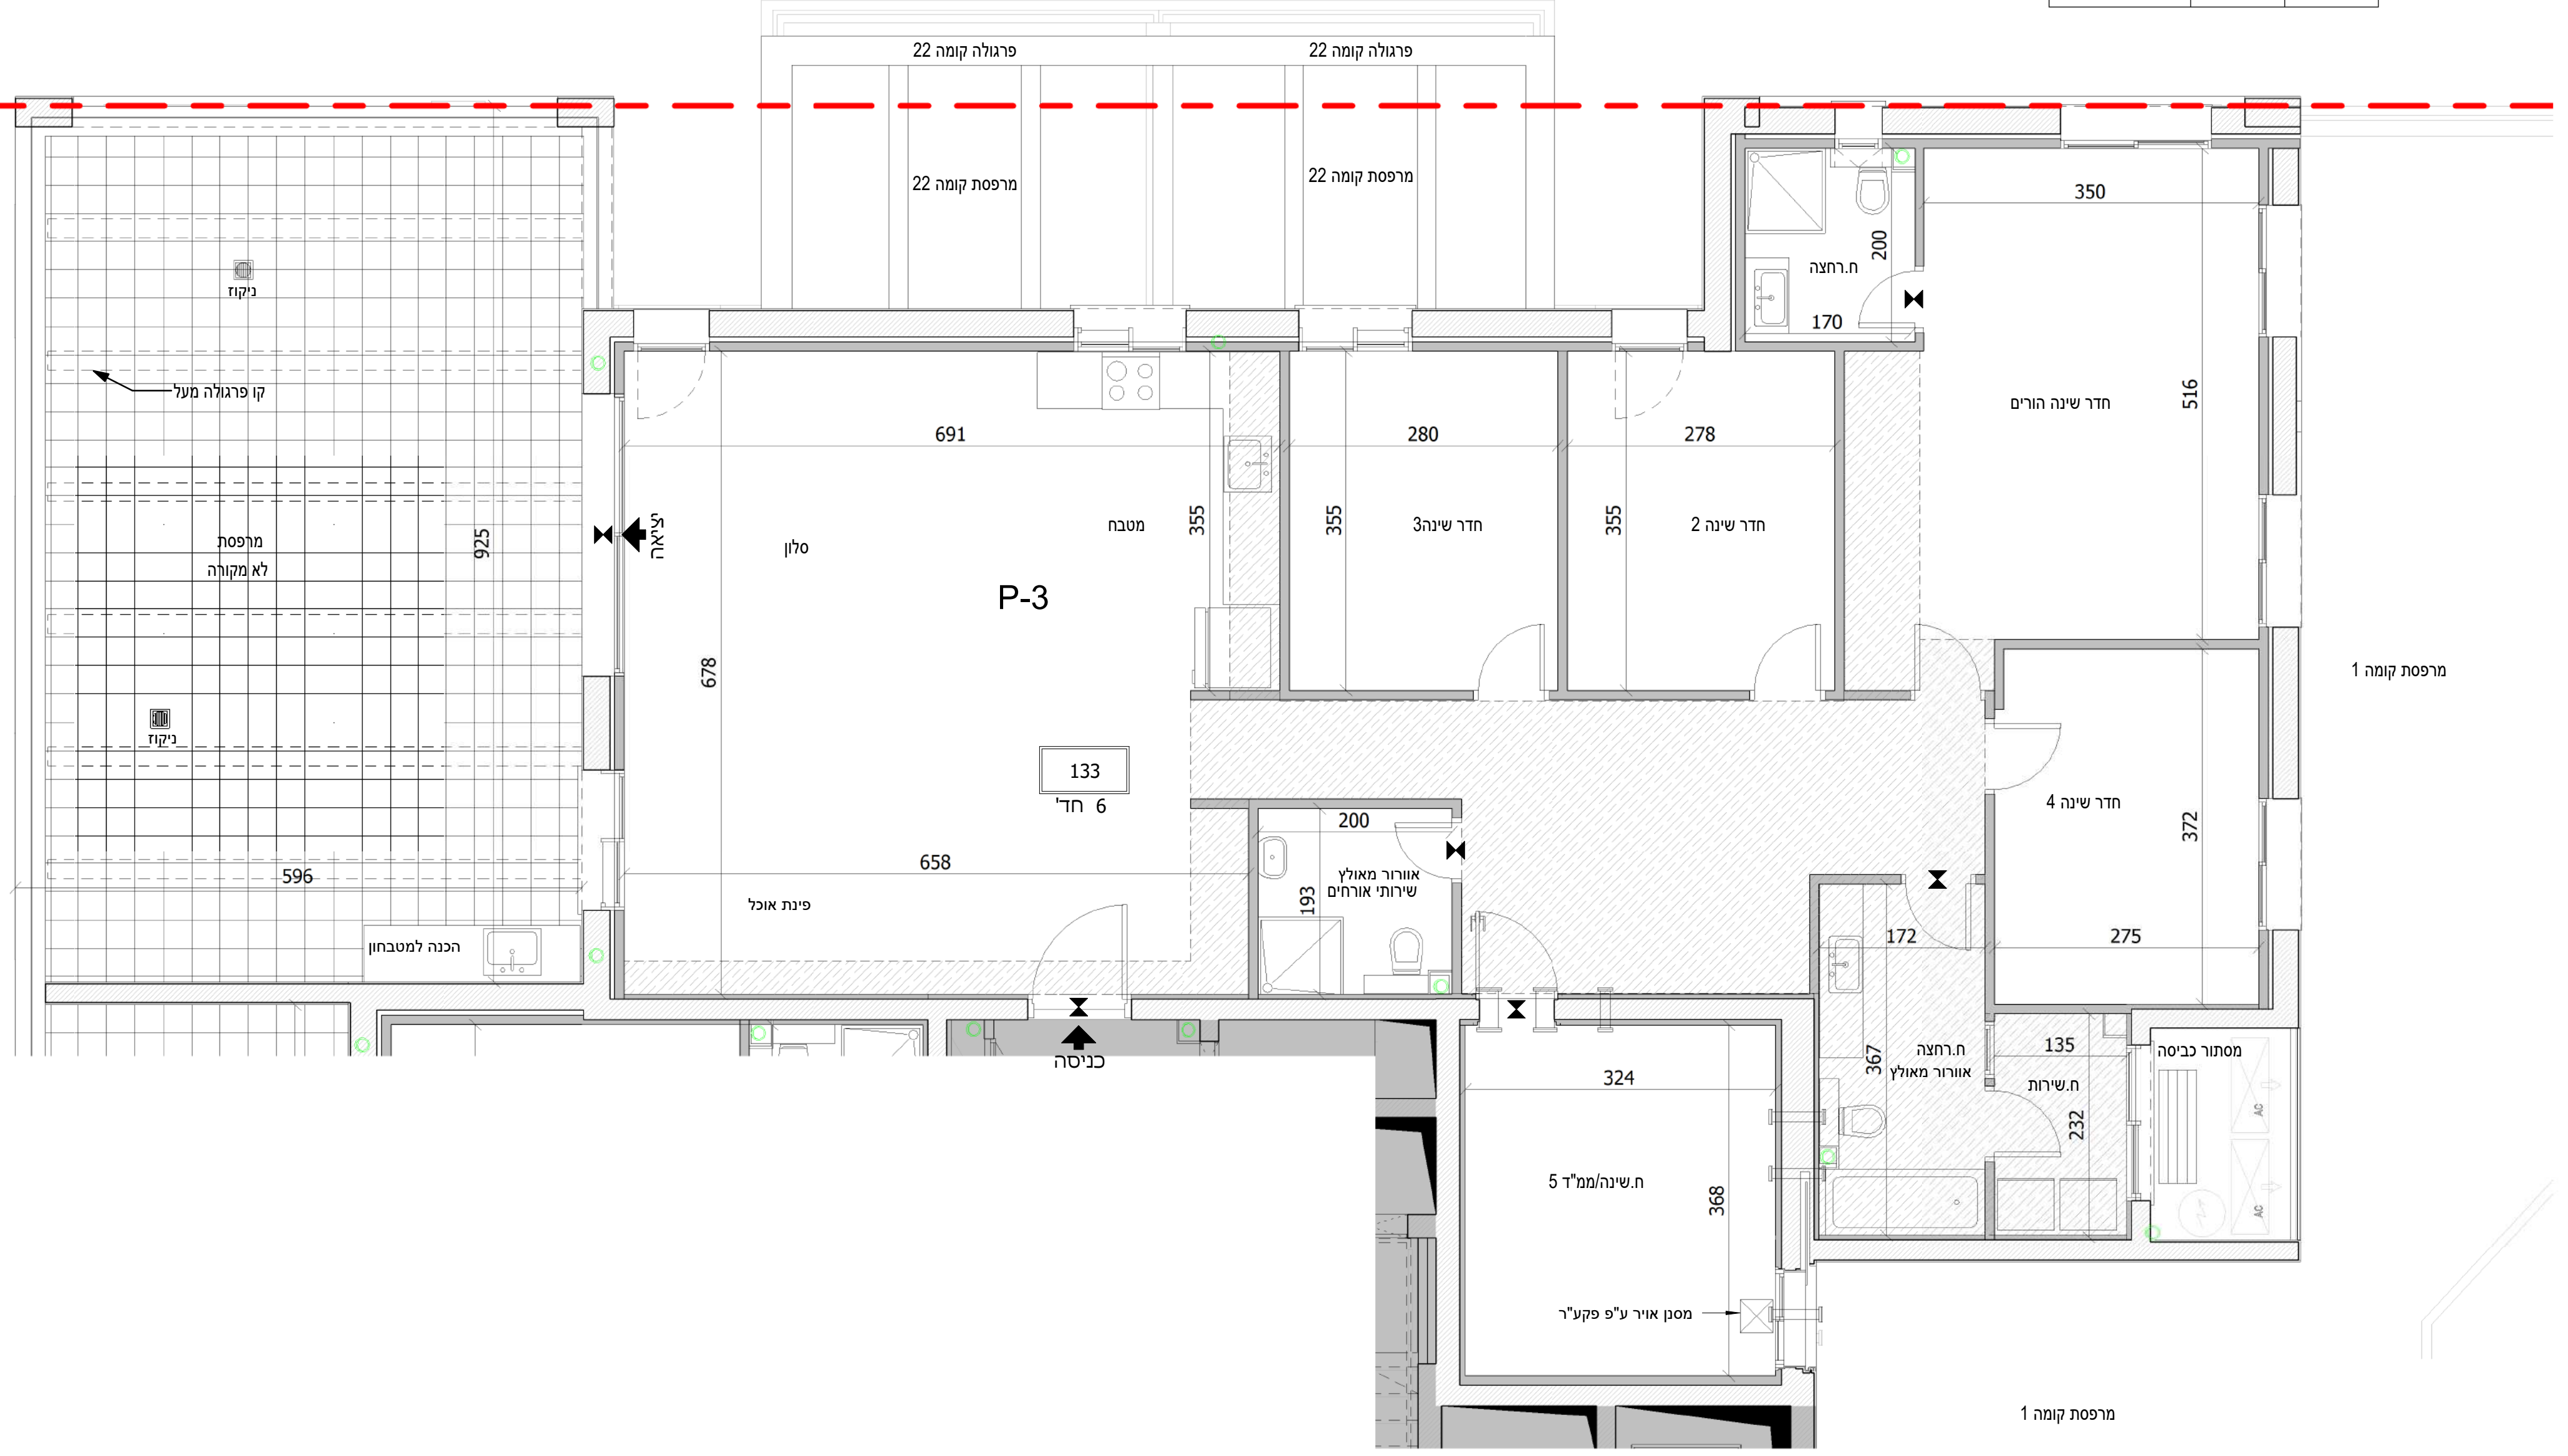 פרגולה קומה 22
פרגולה קומה 22
מרפסת קומה 22
מרפסת קומה 22
350
200
ח.רחצה
170
ניקוז
קו פרגולה מעל
516
חדר שינה הורים
691
280
278
355
355
355
925
מרפסת
לא מקורה
יציאה
סלון
מטבח
חדר שינה3
חדר שינה 2
P-3
678
מרפסת קומה 1
ניקוז
133
6 חד'
חדר שינה 4
372
200
658
596
אוורור מאולץ
שירותי אורחים
193
פינת אוכל
הכנה למטבחון
172
275
כניסה
367
ח.רחצה
אוורור מאולץ
135
ח.שירות
232
מסתור כביסה
AC
AC
324
ח.שינה/ממ"ד 5
368
מסנן אויר ע"פ פקע"ר
מרפסת קומה 1